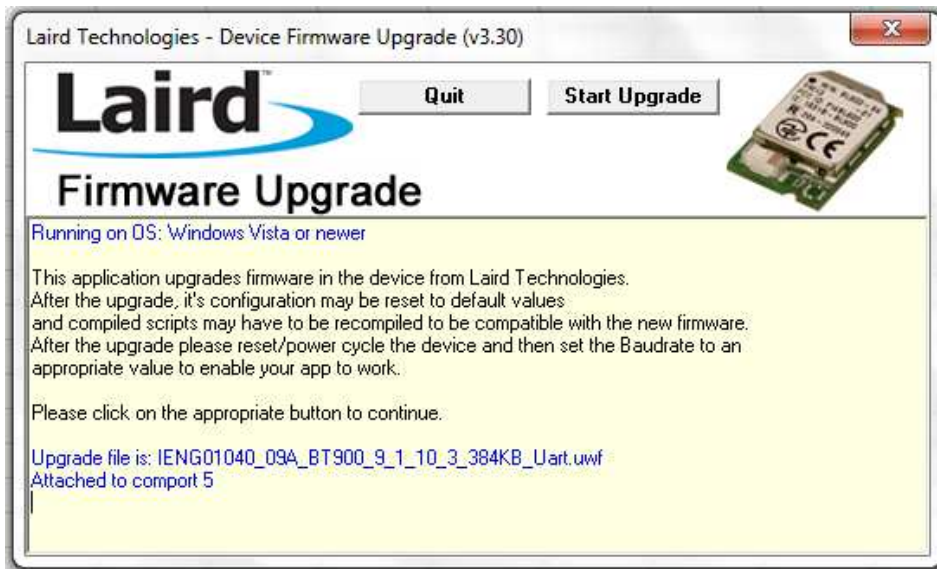 Laird Technologies - Device Firmware Upgrade (v3.30)
Laird™
Quit
Start Upgrade
Firmware Upgrade
Running on OS: Windows Vista or newer
This application upgrades firmware in the device from Laird Technologies.
After the upgrade, it's configuration may be reset to default values
and compiled scripts may have to be recompiled to be compatible with the new firmware.
After the upgrade please reset/power cycle the device and then set the Baudrate to an
appropriate value to enable your app to work.
Please click on the appropriate button to continue.
Upgrade file is: IENG01040_09A_BT900_9_1_10_3_384KB_Uart.uwf
Attached to comport 5